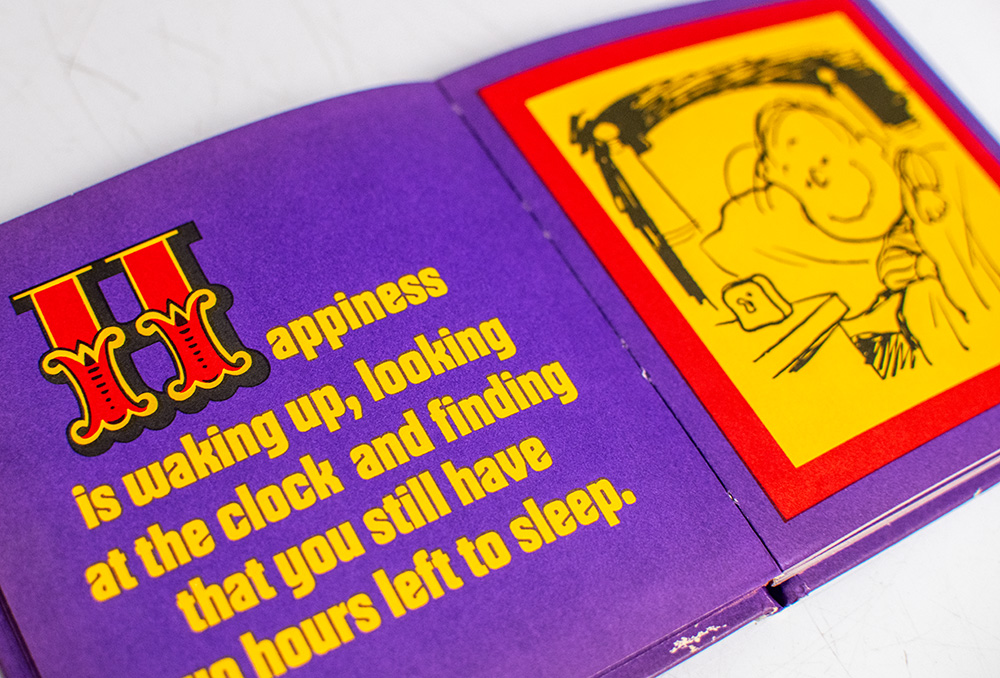 Happiness
is waking up, looking
at the clock and finding
that you still have
hours left to sleep.